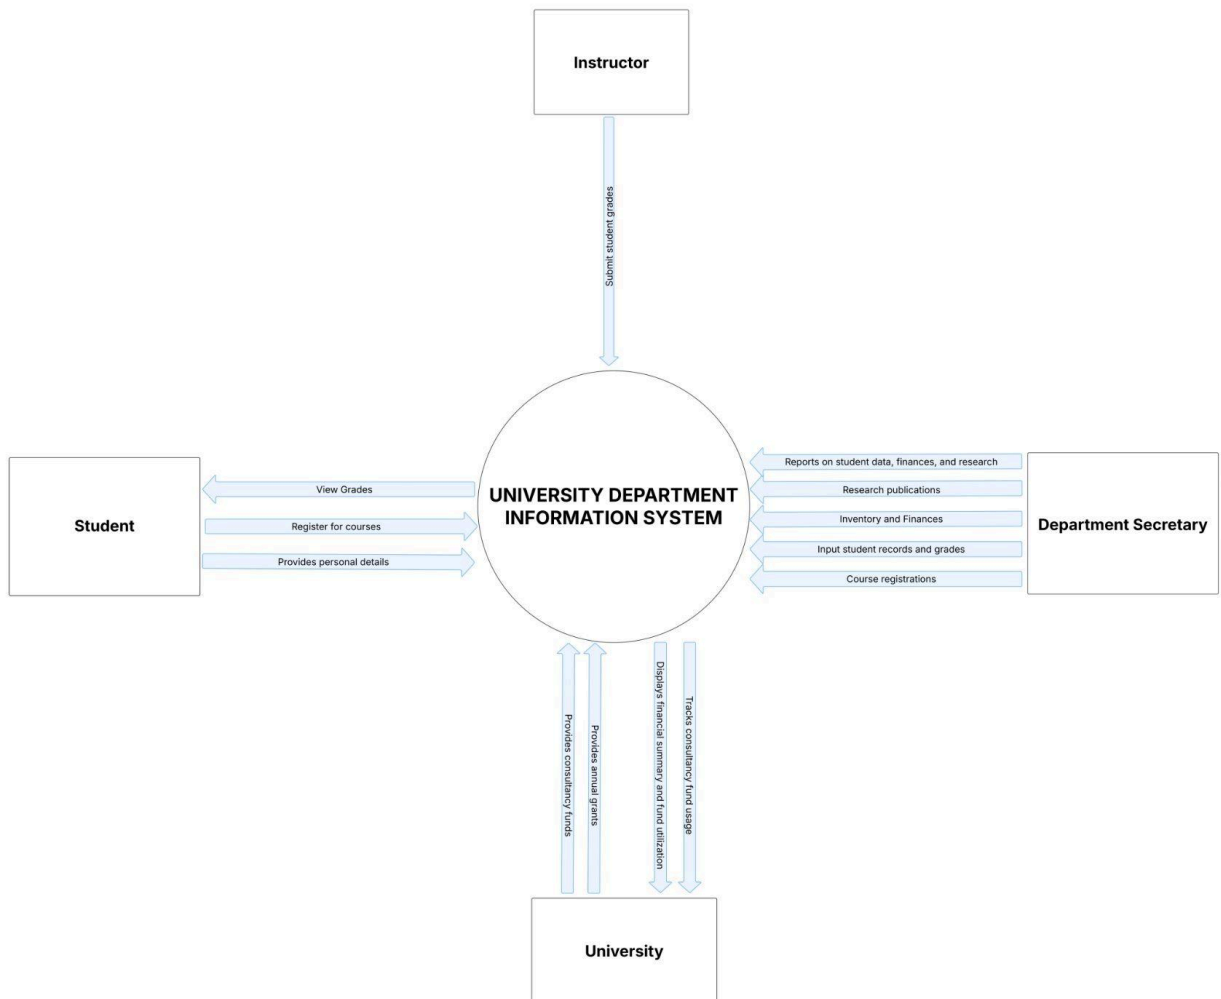 Instructor
Submit student grades
Reports on student data, finances, and research
View Grades
Research publications
UNIVERSITY DEPARTMENT
INFORMATION SYSTEM
Student
Register for courses
Inventory and Finances
Department Secretary
Provides personal details
Input student records and grades
Course registrations
Provides consultancy funds
Provides annual grants
Displays financial summary and fund utilization
Tracks consultancy fund usage
University